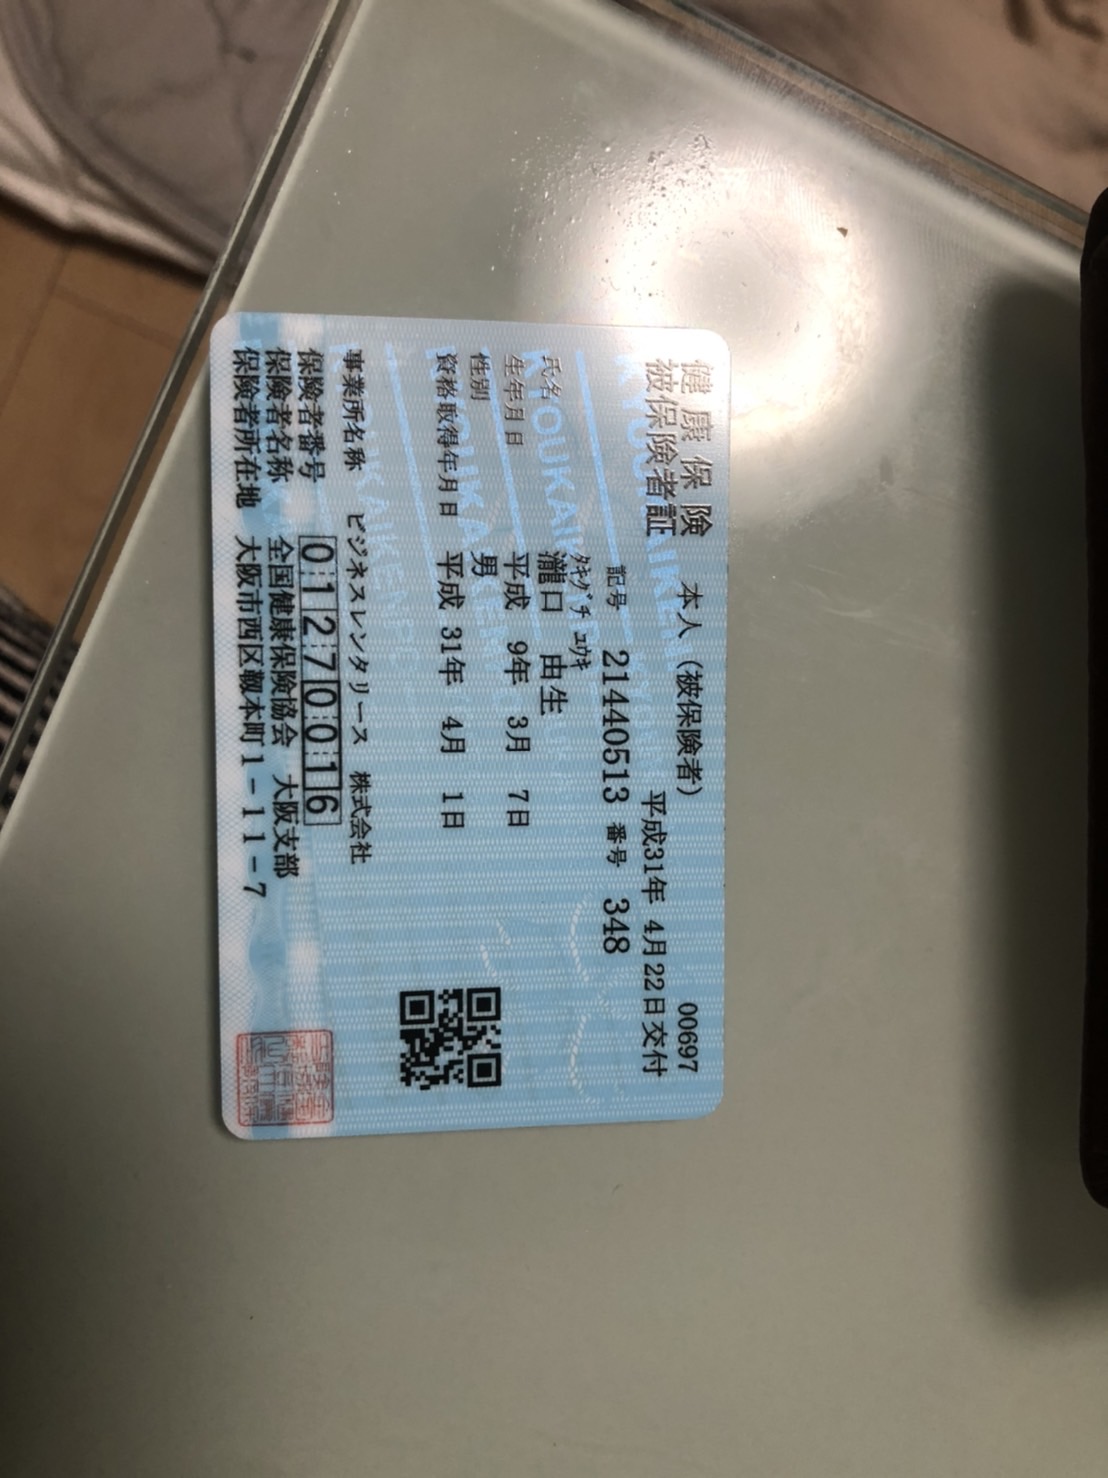 健康保険
被保険者証
本人（被保険者）
00697
平成31年 4月22日交付
記号 21440513 番号 348
ﾀｷｸﾞﾁ ﾕｳｷ
氏名 瀧口 由生
生年月日 平成 9年 3月 7日
性別 男
資格取得年月日 平成 31年 4月 1日
事業所名称 ビジネスレンタリース 株式会社
保険者番号 01270016
保険者名称 全国健康保険協会 大阪支部
保険者所在地 大阪市西区靱本町1-11-7